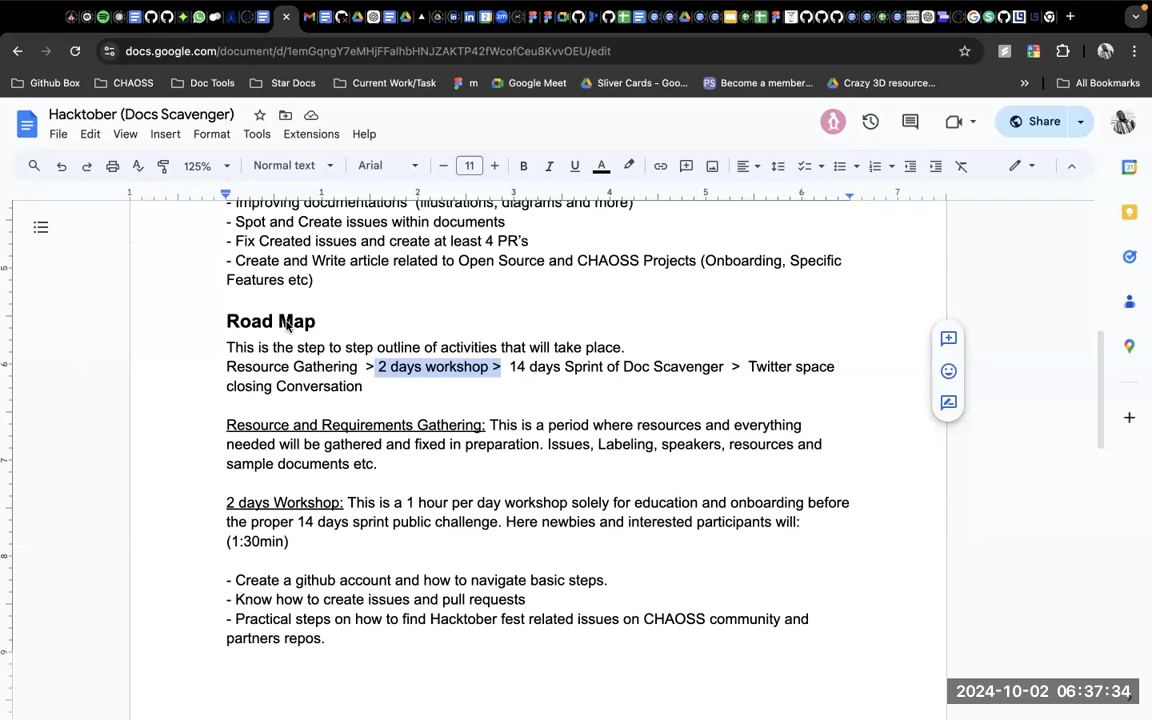 docs.google.com/document/d/1emGqngY7eMHjFFalhbHNJZAKTP42fWcofCeu8KvvOEU/edit
Github Box CHAOSS Doc Tools Star Docs Current Work/Task m Google Meet Sliver Cards - Goo... Become a member... Crazy 3D resource... » All Bookmarks
Hacktober (Docs Scavenger)
File Edit View Insert Format Tools Extensions Help
Share
125% Normal text Arial 11
1 1 2 3 4 5 6 7
- Improving documentations (illustrations, diagrams and more)
- Spot and Create issues within documents
- Fix Created issues and create at least 4 PR's
- Create and Write article related to Open Source and CHAOSS Projects (Onboarding, Specific
Features etc)
Road Map
This is the step to step outline of activities that will take place.
Resource Gathering > 2 days workshop > 14 days Sprint of Doc Scavenger > Twitter space
closing Conversation
Resource and Requirements Gathering: This is a period where resources and everything
needed will be gathered and fixed in preparation. Issues, Labeling, speakers, resources and
sample documents etc.
2 days Workshop: This is a 1 hour per day workshop solely for education and onboarding before
the proper 14 days sprint public challenge. Here newbies and interested participants will:
(1:30min)
- Create a github account and how to navigate basic steps.
- Know how to create issues and pull requests
- Practical steps on how to find Hacktober fest related issues on CHAOSS community and
partners repos.
2024-10-02 06:37:34